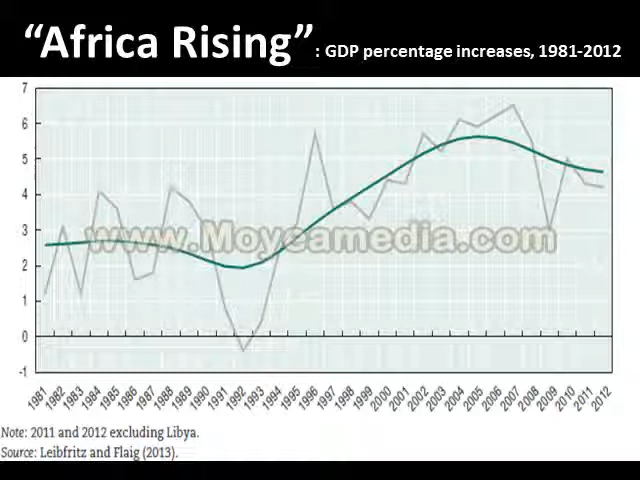 “Africa Rising” : GDP percentage increases, 1981-2012
7
6
5
4
3
2
1
0
-1
www.Moyeamedia.com
1981 1982 1983 1984 1985 1986 1987 1988 1989 1990 1991 1992 1993 1994 1995 1996 1997 1998 1999 2000 2001 2002 2003 2004 2005 2006 2007 2008 2009 2010 2011 2012
Note: 2011 and 2012 excluding Libya.
Source: Leibfritz and Flaig (2013).